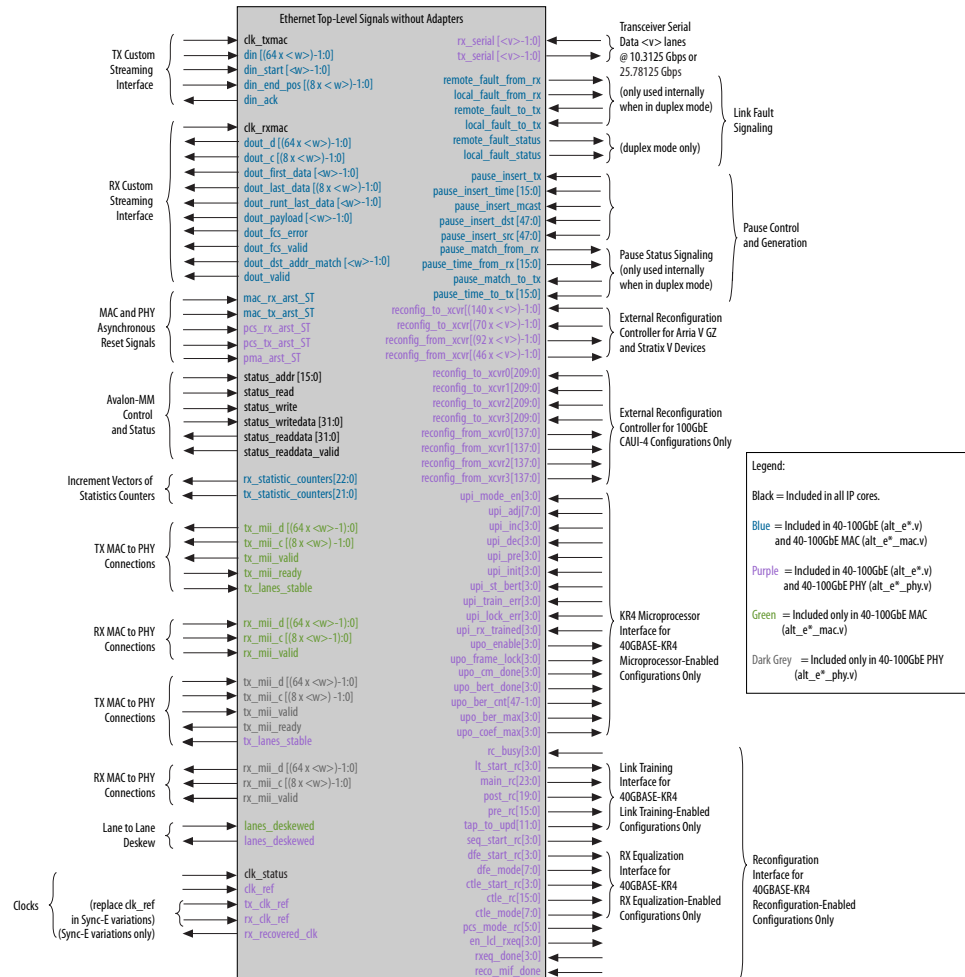 Ethernet Top-Level Signals without Adapters
TX Custom
Streaming
Interface
clk_txmac
din [(64 x <w>)-1:0]
din_start [<w>-1:0]
din_end_pos [(8 x <w>)-1:0]
din_ack
RX Custom
Streaming
Interface
clk_rxmac
dout_d [(64 x <w>)-1:0]
dout_c [(8 x <w>)-1:0]
dout_first_data [<w>-1:0]
dout_last_data [(8 x <w>)-1:0]
dout_runt_last_data [<w>-1:0]
dout_payload [<w>-1:0]
dout_fcs_error
dout_fcs_valid
dout_dst_addr_match [<w>-1:0]
dout_valid
MAC and PHY
Asynchronous
Reset Signals
mac_rx_arst_ST
mac_tx_arst_ST
pcs_rx_arst_ST
pcs_tx_arst_ST
pma_arst_ST
Avalon-MM
Control
and Status
status_addr [15:0]
status_read
status_write
status_writedata [31:0]
status_readdata [31:0]
status_readdata_valid
Increment Vectors of
Statistics Counters
rx_statistic_counters[22:0]
tx_statistic_counters[21:0]
TX MAC to PHY
Connections
tx_mii_d [(64 x <w>-1):0]
tx_mii_c [(8 x <w>) -1:0]
tx_mii_valid
tx_mii_ready
tx_lanes_stable
RX MAC to PHY
Connections
rx_mii_d [(64 x <w>-1):0]
rx_mii_c [(8 x <w>-1):0]
rx_mii_valid
TX MAC to PHY
Connections
tx_mii_d [(64 x <w>)-1:0]
tx_mii_c [(8 x <w>) -1:0]
tx_mii_valid
tx_mii_ready
tx_lanes_stable
RX MAC to PHY
Connections
rx_mii_d [(64 x <w>)-1:0]
rx_mii_c [(8 x <w>)-1:0]
rx_mii_valid
Lane to Lane
Deskew
lanes_deskewed
lanes_deskewed
Clocks
(replace clk_ref
in Sync-E variations)
(Sync-E variations only)
clk_status
clk_ref
tx_clk_ref
rx_clk_ref
rx_recovered_clk
rx_serial [<v>-1:0]
tx_serial [<v>-1:0]
Transceiver Serial
Data <v> lanes
@ 10.3125 Gbps or
25.78125 Gbps
remote_fault_from_rx
local_fault_from_rx
remote_fault_to_tx
local_fault_to_tx
remote_fault_status
local_fault_status
(only used internally
when in duplex mode)
(duplex mode only)
Link Fault
Signaling
pause_insert_tx
pause_insert_time [15:0]
pause_insert_mcast
pause_insert_dst [47:0]
pause_insert_src [47:0]
pause_match_from_rx
pause_time_from_rx [15:0]
pause_match_to_tx
pause_time_to_tx [15:0]
Pause Status Signaling
(only used internally
when in duplex mode)
Pause Control
and Generation
reconfig_to_xcvr[(140 x <v>)-1:0]
reconfig_to_xcvr[(70 x <v>)-1:0]
reconfig_from_xcvr[(92 x <v>)-1:0]
reconfig_from_xcvr[(46 x <v>)-1:0]
External Reconfiguration
Controller for Arria V GZ
and Stratix V Devices
reconfig_to_xcvr0[209:0]
reconfig_to_xcvr1[209:0]
reconfig_to_xcvr2[209:0]
reconfig_to_xcvr3[209:0]
reconfig_from_xcvr0[137:0]
reconfig_from_xcvr1[137:0]
reconfig_from_xcvr2[137:0]
reconfig_from_xcvr3[137:0]
External Reconfiguration
Controller for 100GbE
CAUI-4 Configurations Only
upi_mode_en[3:0]
upi_adj[7:0]
upi_inc[3:0]
upi_dec[3:0]
upi_pre[3:0]
upi_init[3:0]
upi_st_bert[3:0]
upi_train_err[3:0]
upi_lock_err[3:0]
upi_rx_trained[3:0]
upo_enable[3:0]
upo_frame_lock[3:0]
upo_cm_done[3:0]
upo_bert_done[3:0]
upo_ber_cnt[47-1:0]
upo_ber_max[3:0]
upo_coef_max[3:0]
KR4 Microprocessor
Interface for
40GBASE-KR4
Microprocessor-Enabled
Configurations Only
rc_busy[3:0]
lt_start_rc[3:0]
main_rc[23:0]
post_rc[19:0]
pre_rc[15:0]
tap_to_upd[11:0]
seq_start_rc[3:0]
dfe_start_rc[3:0]
dfe_mode[7:0]
ctle_start_rc[3:0]
ctle_rc[15:0]
ctle_mode[7:0]
pcs_mode_rc[5:0]
en_lcl_rxeq[3:0]
rxeq_done[3:0]
reco_mif_done
Link Training
Interface for
40GBASE-KR4
Link Training-Enabled
Configurations Only
RX Equalization
Interface for
40GBASE-KR4
RX Equalization-Enabled
Configurations Only
Reconfiguration
Interface for
40GBASE-KR4
Reconfiguration-Enabled
Configurations Only
Legend:
Black = Included in all IP cores.
Blue = Included in 40-100GbE (alt_e*.v)
and 40-100GbE MAC (alt_e*_mac.v)
Purple = Included in 40-100GbE (alt_e*.v)
and 40-100GbE PHY (alt_e*_phy.v)
Green = Included only in 40-100GbE MAC
(alt_e*_mac.v)
Dark Grey = Included only in 40-100GbE PHY
(alt_e*_phy.v)